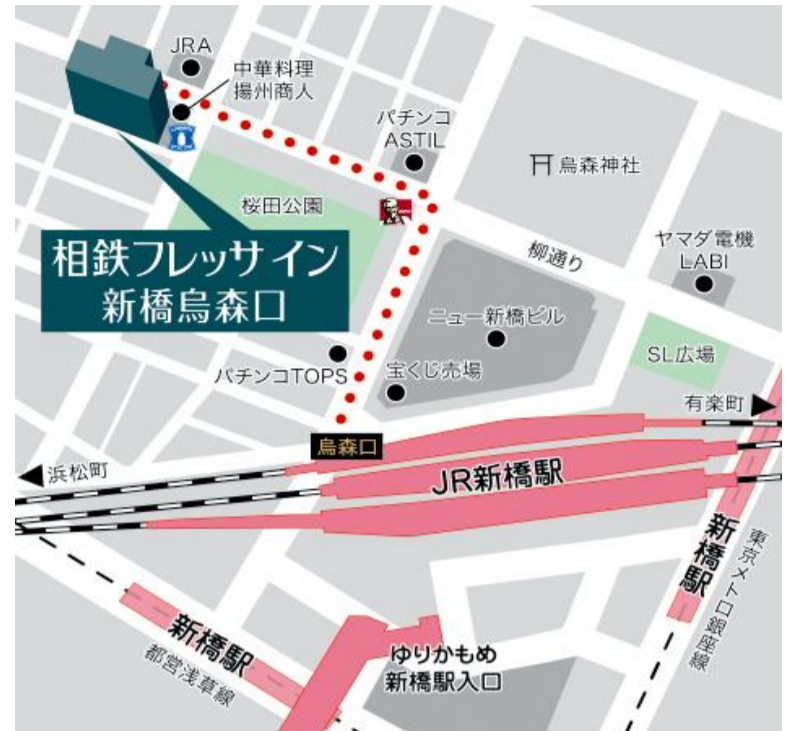 JRA
中華料理
揚州商人
パチンコ
ASTIL
烏森神社
桜田公園
柳通り
ヤマダ電機
LABI
相鉄フレッサイン
新橋烏森口
ニュー新橋ビル
SL広場
パチンコTOPS
宝くじ売場
有楽町
烏森口
浜松町
JR新橋駅
新橋駅
東京メトロ銀座線
新橋駅
都営浅草線
ゆりかもめ
新橋駅入口